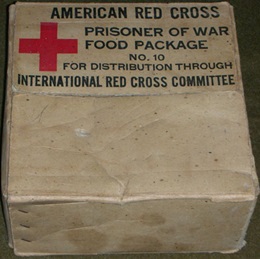 AMERICAN RED CROSS
PRISONER OF WAR
FOOD PACKAGE
NO. 10
FOR DISTRIBUTION THROUGH
INTERNATIONAL RED CROSS COMMITTEE